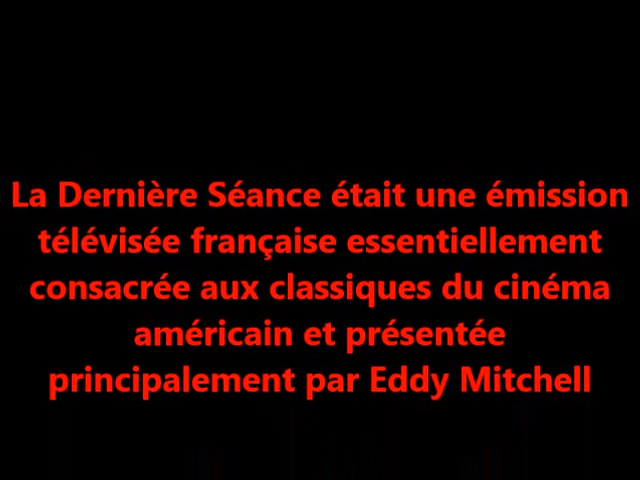 La Dernière Séance était une émission
télévisée française essentiellement
consacrée aux classiques du cinéma
américain et présentée
principalement par Eddy Mitchell